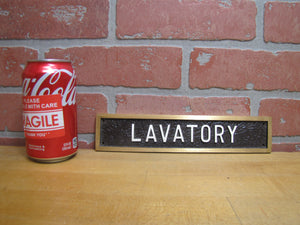 Coca-Cola
PLEASE
WITH CARE
FRAGILE
THANK YOU
LAVATORY